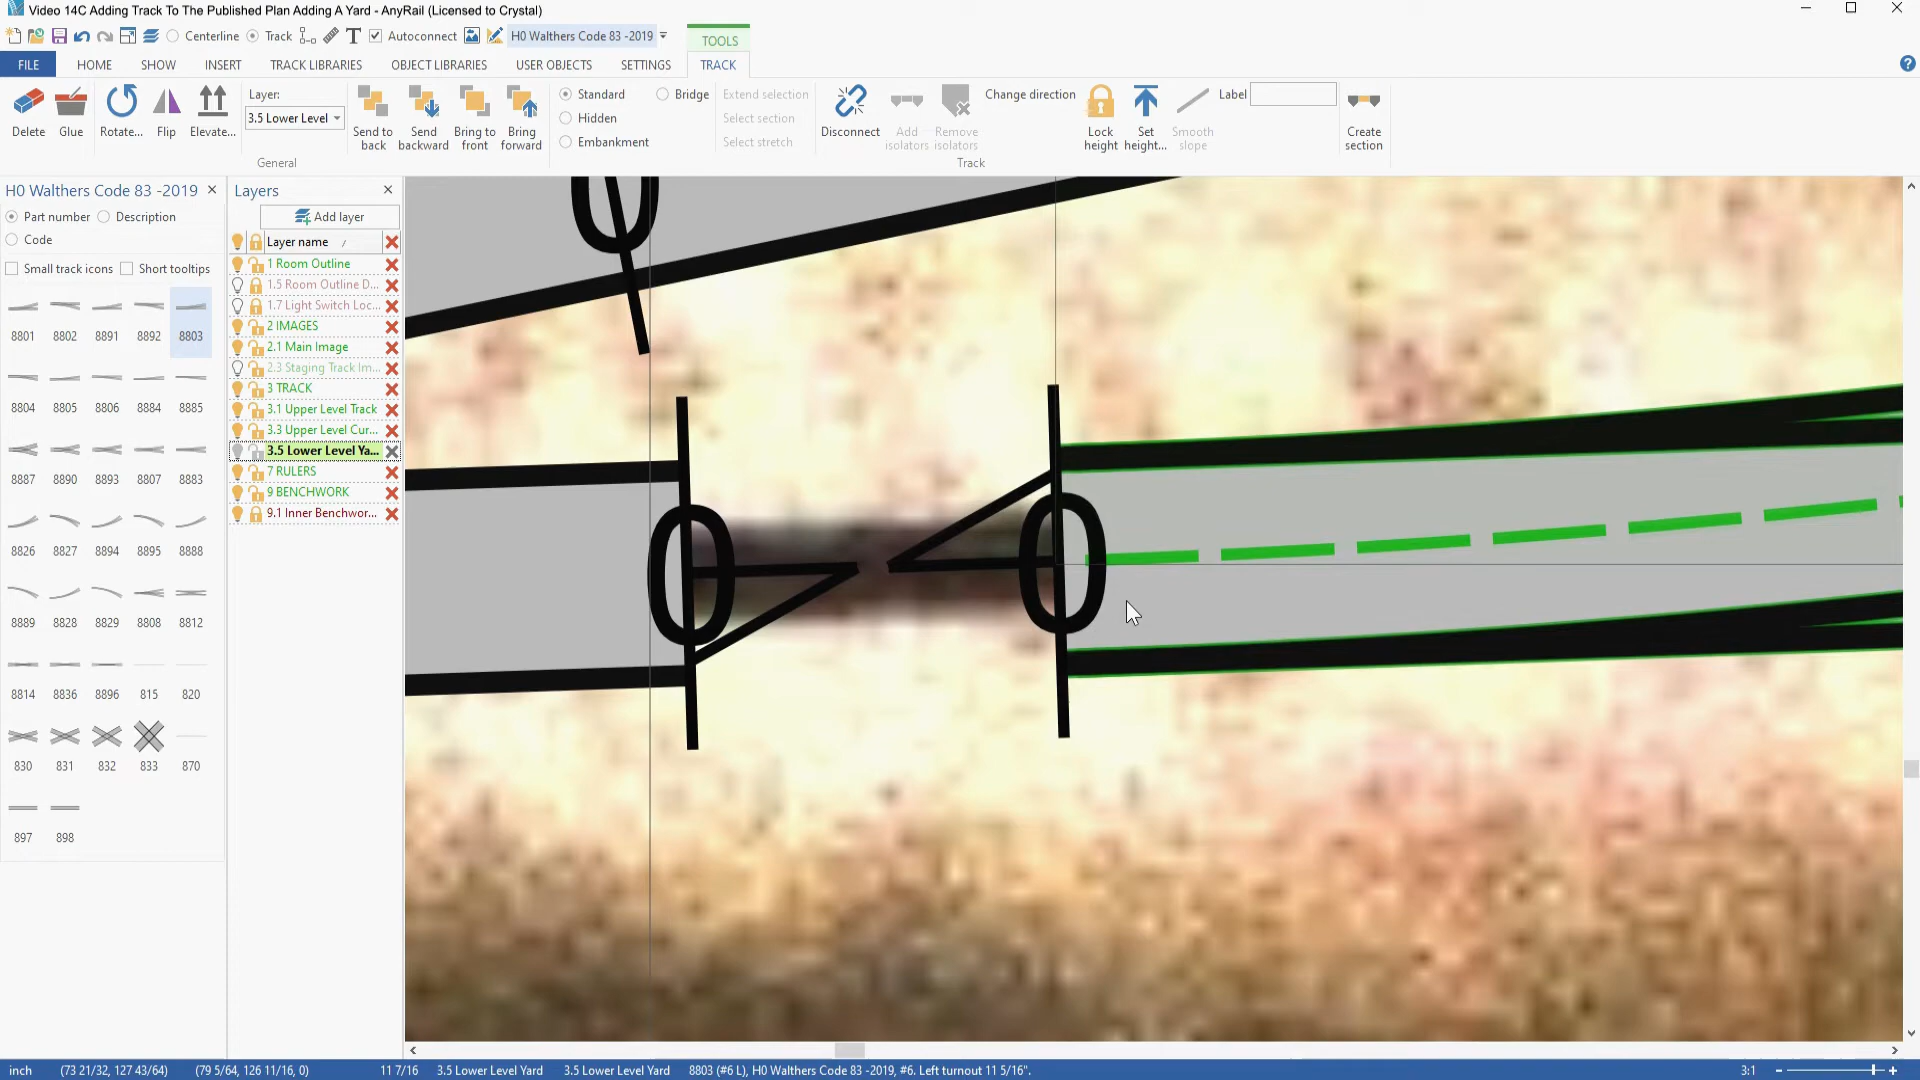 Video 14C Adding Track To The Published Plan Adding A Yard - AnyRail (Licensed to Crystal)
Centerline Track T Autoconnect H0 Walthers Code 83 -2019 TOOLS
FILE HOME SHOW INSERT TRACK LIBRARIES OBJECT LIBRARIES USER OBJECTS SETTINGS TRACK
Delete Glue Rotate... Flip Elevate...
Layer:
3.5 Lower Level
General
Send to back
Send backward
Bring to front
Bring forward
Standard Bridge
Hidden
Embankment
Extend selection
Select section
Select stretch
Disconnect
Add isolators
Remove isolators
Change direction
Lock height
Set height...
Smooth slope
Label
Create section
Track
H0 Walthers Code 83 -2019
Part number Description
Code
Small track icons Short tooltips
8801 8802 8891 8892 8803
8804 8805 8806 8884 8885
8887 8890 8893 8807 8883
8826 8827 8894 8895 8888
8889 8828 8829 8808 8812
8814 8836 8896 815 820
830 831 832 833 870
897 898
Layers
Add layer
Layer name
1 Room Outline
1.5 Room Outline D...
1.7 Light Switch Loc...
2 IMAGES
2.1 Main Image
2.3 Staging Track Im...
3 TRACK
3.1 Upper Level Track
3.3 Upper Level Cur...
3.5 Lower Level Ya...
7 RULERS
9 BENCHWORK
9.1 Inner Benchwor...
0
0 0
inch (73 21/32, 127 43/64) (79 5/64, 126 11/16, 0) 11 7/16 3.5 Lower Level Yard 3.5 Lower Level Yard 8803 (#6 L), H0 Walthers Code 83 -2019, #6. Left turnout 11 5/16". 3:1